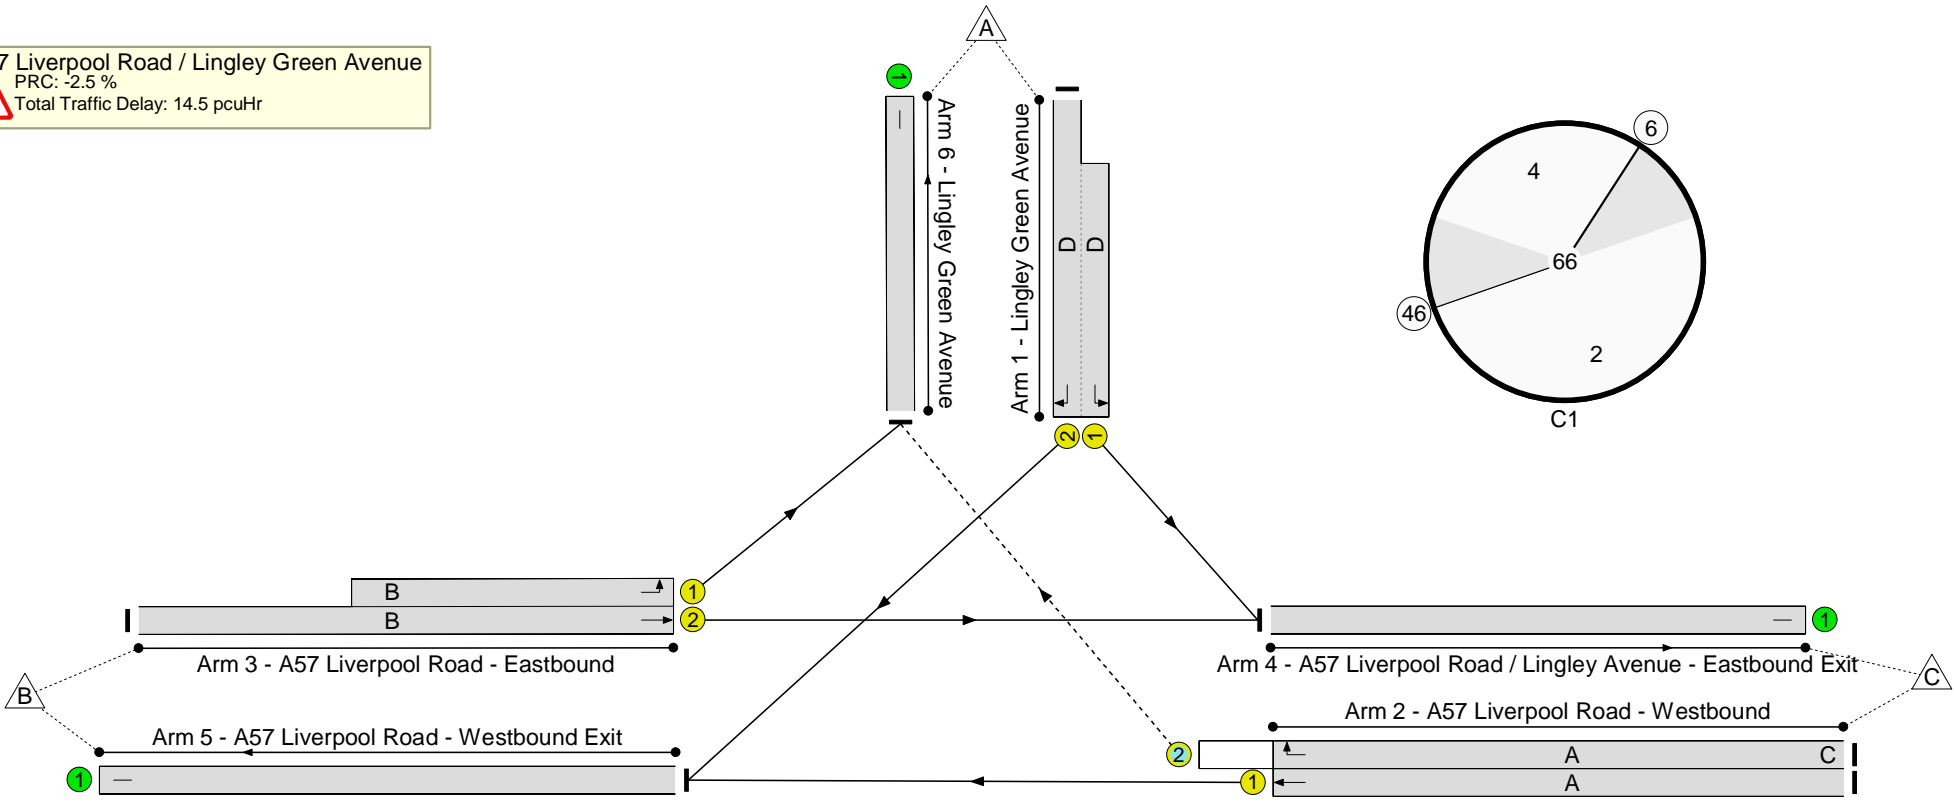 A
7 Liverpool Road / Lingley Green Avenue
PRC: -2.5 %
Total Traffic Delay: 14.5 pcuHr
1
Arm 6 - Lingley Green Avenue
Arm 1 - Lingley Green Avenue
D
D
2
1
6
4
66
46
2
C1
B
1
B
2
Arm 3 - A57 Liverpool Road - Eastbound
1
Arm 4 - A57 Liverpool Road / Lingley Avenue - Eastbound Exit
B
C
Arm 2 - A57 Liverpool Road - Westbound
Arm 5 - A57 Liverpool Road - Westbound Exit
2
A
C
1
1
A